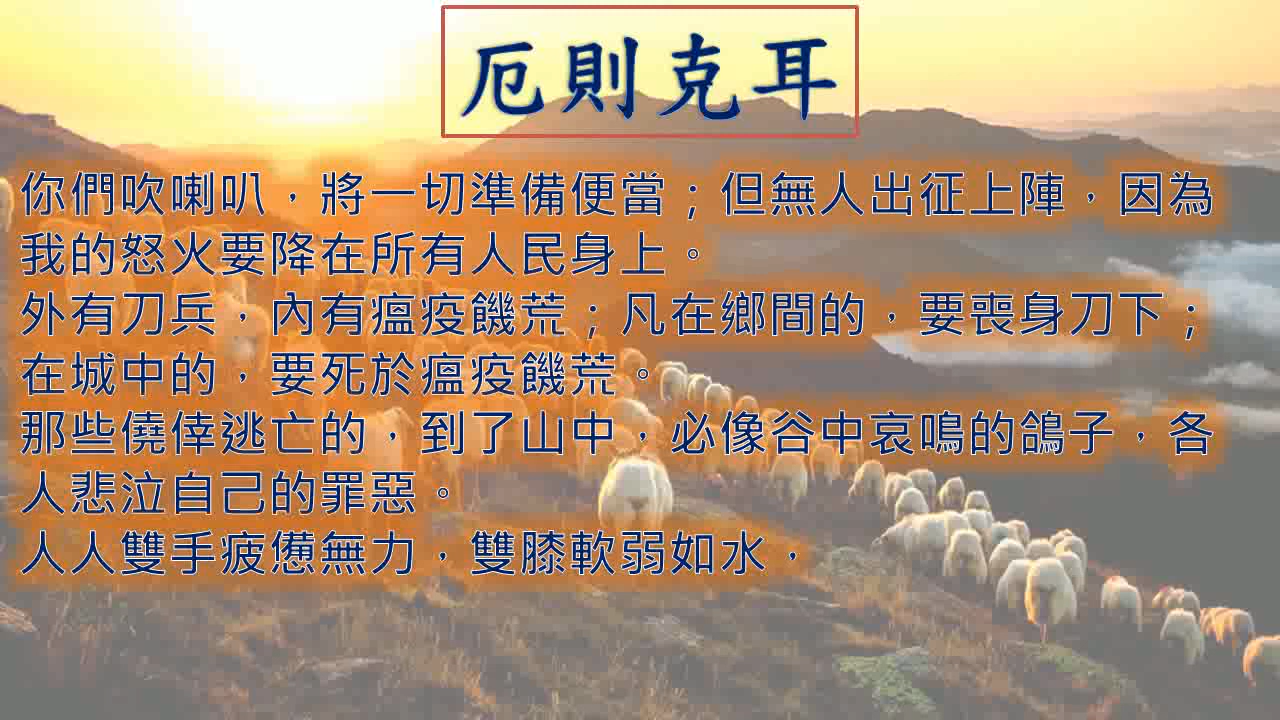 厄則克耳
你們吹喇叭，將一切準備便當；但無人出征上陣，因為
我的怒火要降在所有人民身上。
外有刀兵，內有瘟疫饑荒；凡在鄉間的，要喪身刀下；
在城中的，要死於瘟疫饑荒。
那些僥倖逃亡的，到了山中，必像谷中哀鳴的鴿子，各
人悲泣自己的罪惡。
人人雙手疲憊無力，雙膝軟弱如水，